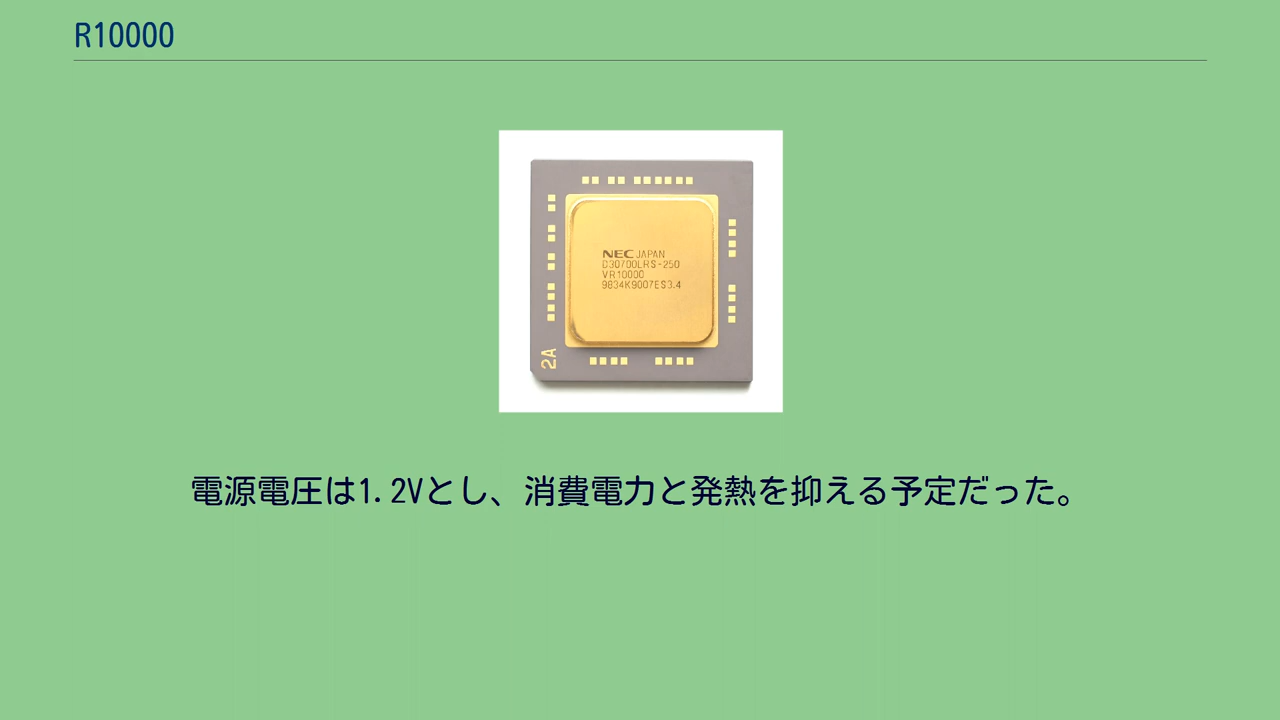 R10000
NEC JAPAN
D30700LRS-250
VR10000
9834K9007ES3.4
2A
電源電圧は1.2Vとし、消費電力と発熱を抑える予定だった。